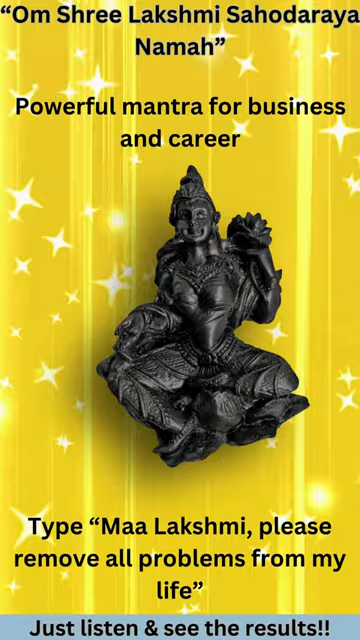 “Om Shree Lakshmi Sahodaraya
Namah”
Powerful mantra for business
and career
Type “Maa Lakshmi, please
remove all problems from my
life”
Just listen & see the results!!